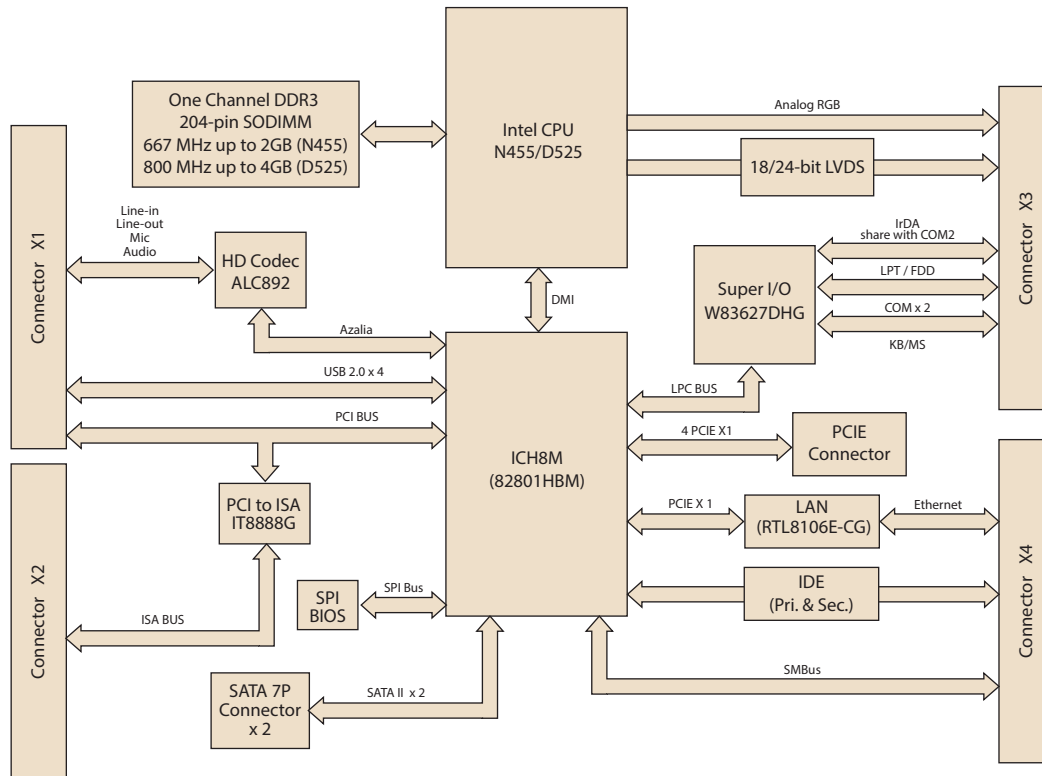 One Channel DDR3
204-pin SODIMM
667 MHz up to 2GB (N455)
800 MHz up to 4GB (D525)
Intel CPU
N455/D525
Analog RGB
18/24-bit LVDS
Connector X1
Line-in
Line-out
Mic
Audio
HD Codec
ALC892
Azalia
DMI
Super I/O
W83627DHG
IrDA
share with COM2
LPT / FDD
COM x 2
KB/MS
Connector X3
USB 2.0 x 4
PCI BUS
LPC BUS
ICH8M
(82801HBM)
4 PCIE X1
PCIE
Connector
Connector X2
PCI to ISA
IT8888G
ISA BUS
SPI
BIOS
SPI Bus
PCIE X 1
LAN
(RTL8106E-CG)
Ethernet
IDE
(Pri. & Sec.)
Connector X4
SMBus
SATA 7P
Connector
x 2
SATA II x 2